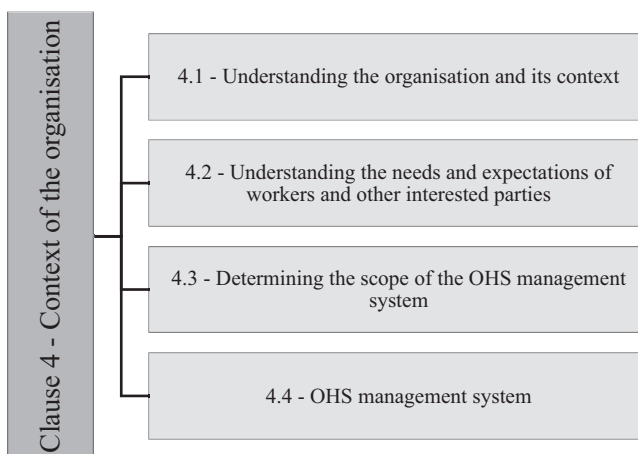 Clause 4 - Context of the organisation
4.1 - Understanding the organisation and its context
4.2 - Understanding the needs and expectations of
workers and other interested parties
4.3 - Determining the scope of the OHS management
system
4.4 - OHS management system